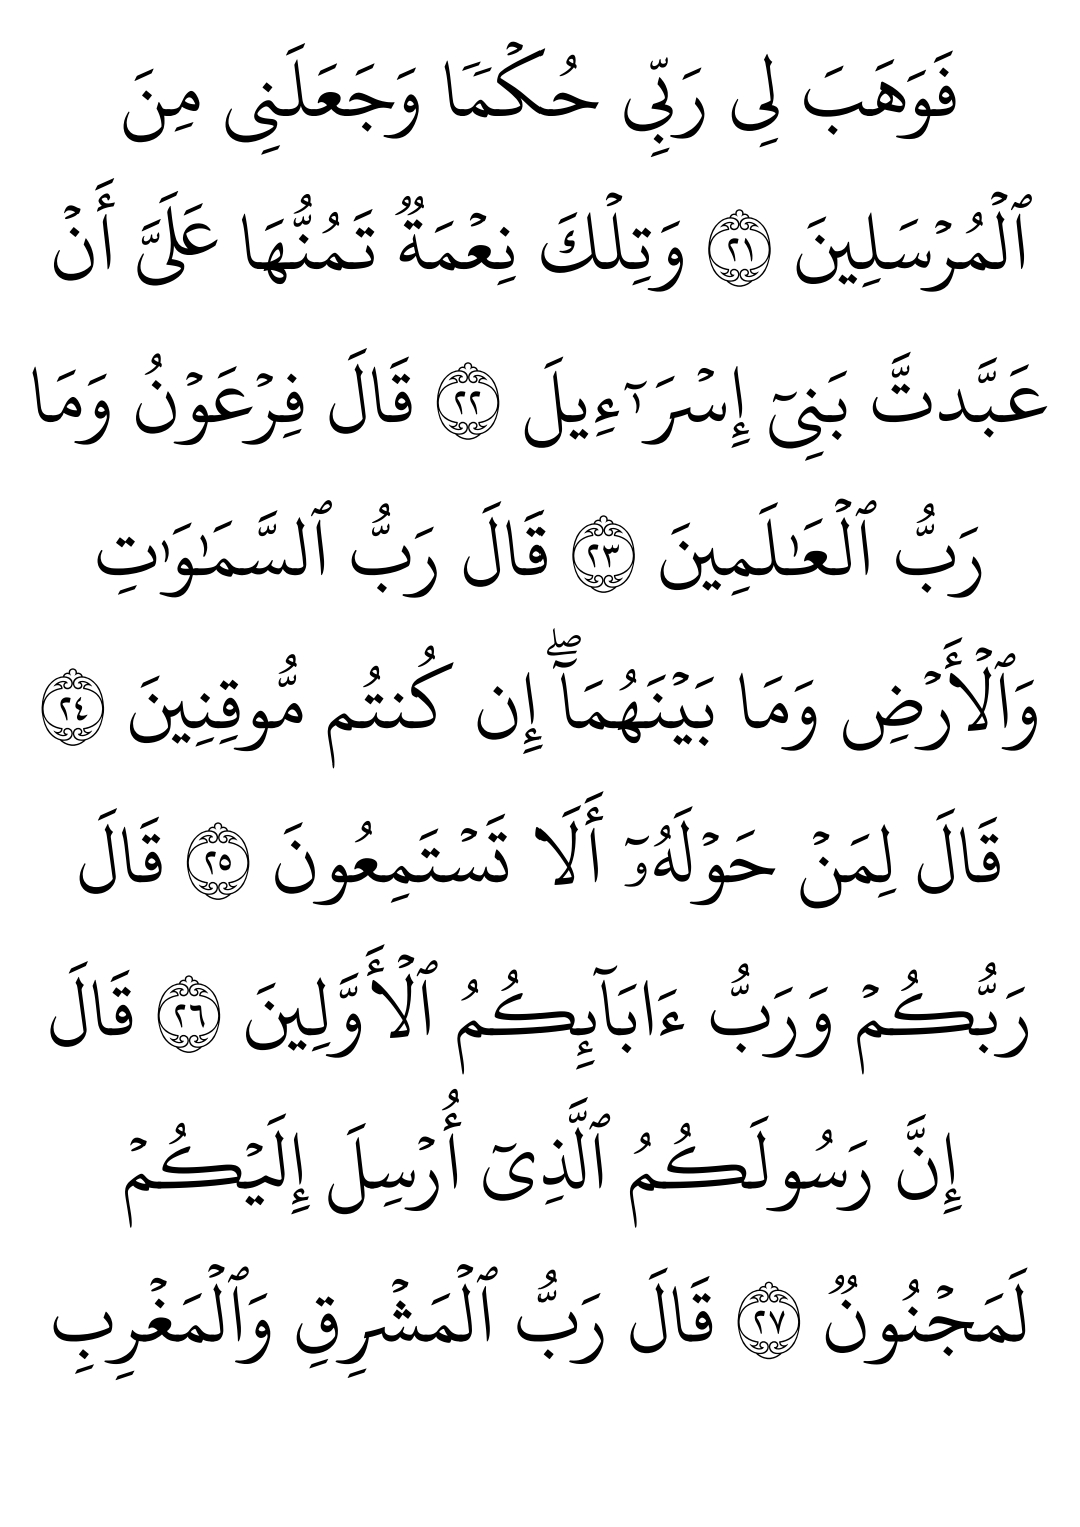 فَوَهَبَ لِى رَبِّى حُكۡمٗا وَجَعَلَنِى مِنَ
ٱلۡمُرۡسَلِينَ ٢١ وَتِلۡكَ نِعۡمَةٞ تَمُنُّهَا عَلَىَّ أَنۡ
عَبَّدتَّ بَنِىٓ إِسۡرَٰٓءِيلَ ٢٢ قَالَ فِرۡعَوۡنُ وَمَا
رَبُّ ٱلۡعَٰلَمِينَ ٢٣ قَالَ رَبُّ ٱلسَّمَٰوَٰتِ
وَٱلۡأَرۡضِ وَمَا بَيۡنَهُمَآۖ إِن كُنتُم مُّوقِنِينَ ٢٤
قَالَ لِمَنۡ حَوۡلَهُۥٓ أَلَا تَسۡتَمِعُونَ ٢٥ قَالَ
رَبُّكُمۡ وَرَبُّ ءَابَآئِكُمُ ٱلۡأَوَّلِينَ ٢٦ قَالَ
إِنَّ رَسُولَكُمُ ٱلَّذِىٓ أُرۡسِلَ إِلَيۡكُمۡ
لَمَجۡنُونٞ ٢٧ قَالَ رَبُّ ٱلۡمَشۡرِقِ وَٱلۡمَغۡرِبِ